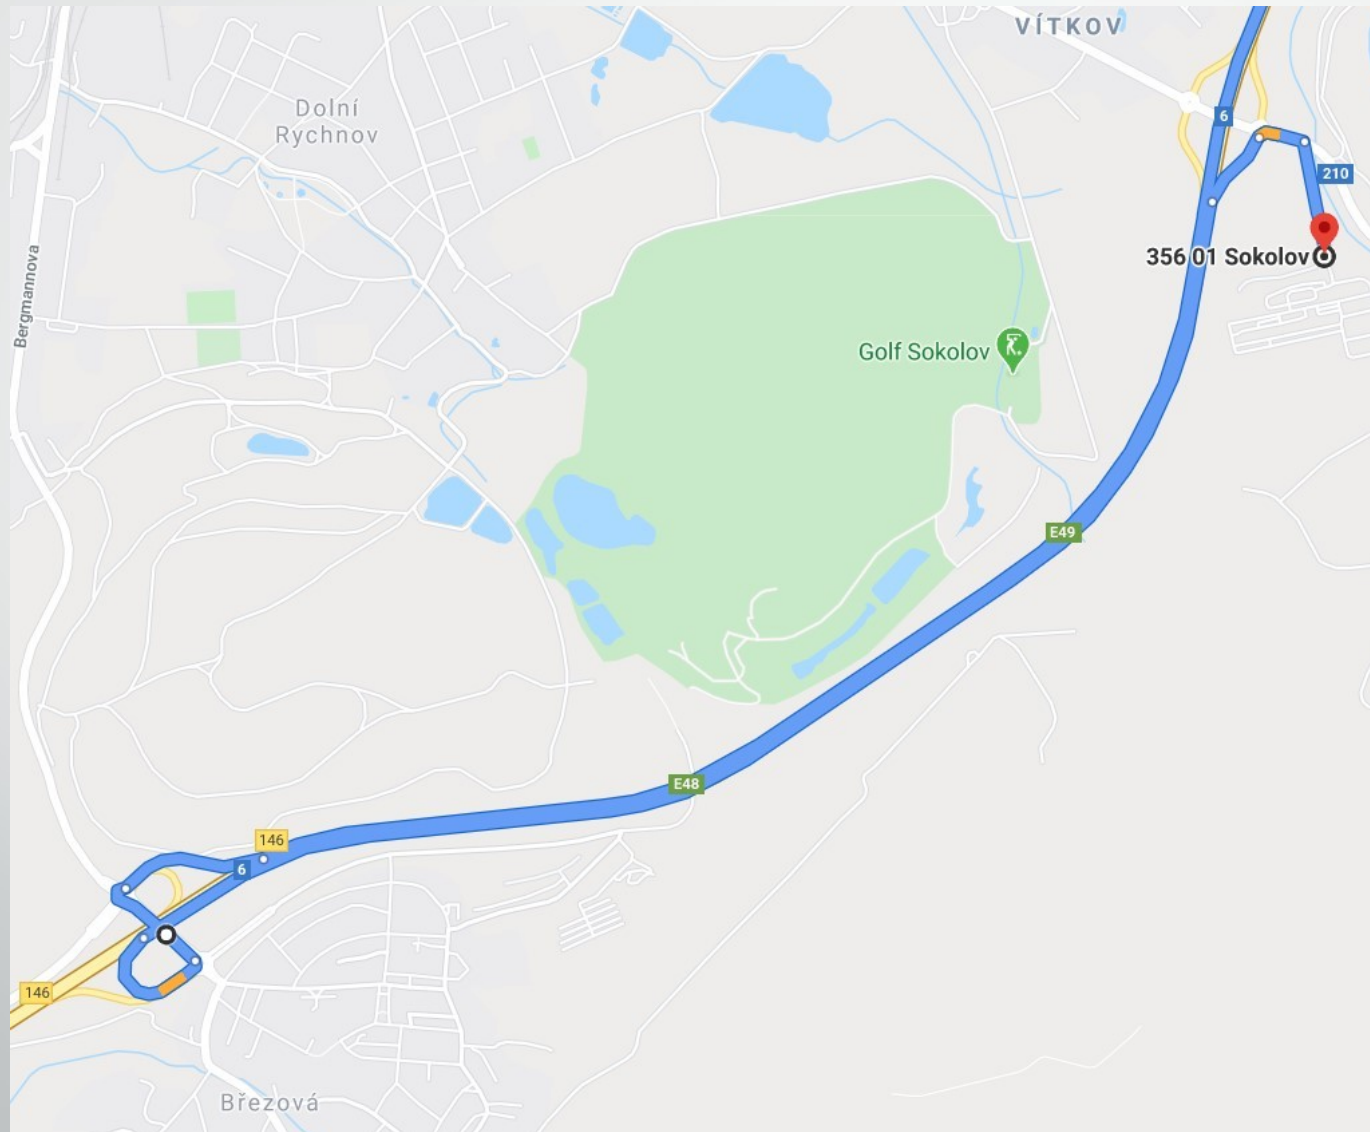 VÍTKOV
Dolní
Rychnov
6
210
356 01 Sokolov
Bergmannova
Golf Sokolov
E49
E48
146
6
146
Březová